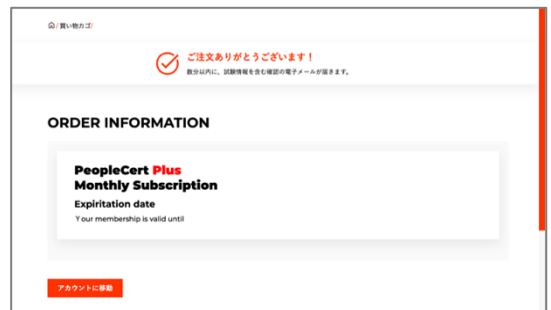 / 買い物カゴ/
ご注文ありがとうございます！
数分以内に、試験情報を含む確認の電子メールが届きます。
ORDER INFORMATION
PeopleCert Plus
Monthly Subscription
Expiritation date
Your membership is valid until
アカウントに移動